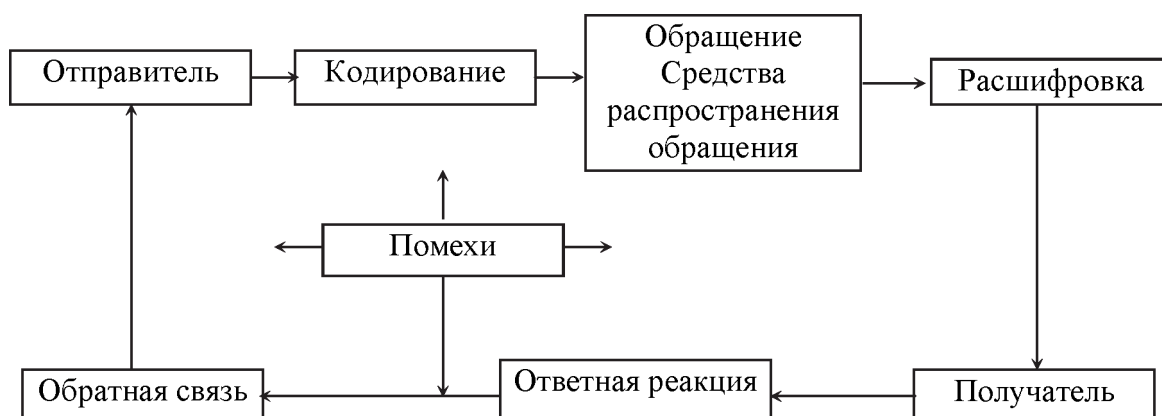 Отправитель
Кодирование
Обращение
Средства
распространения
обращения
Расшифровка
Помехи
Обратная связь
Ответная реакция
Получатель